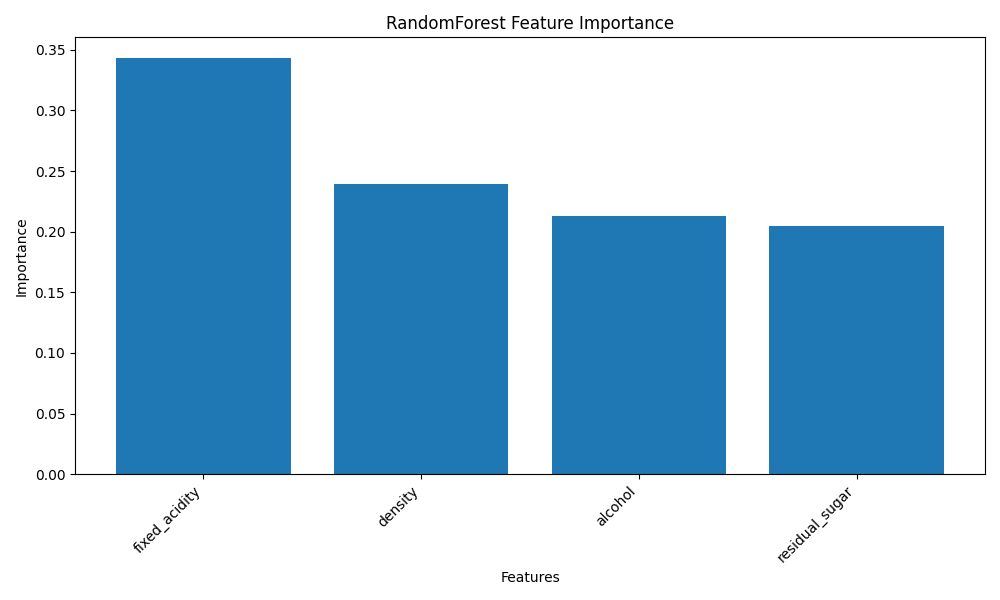 RandomForest Feature Importance
Importance
0.35
0.30
0.25
0.20
0.15
0.10
0.05
0.00
fixed_acidity
density
alcohol
residual_sugar
Features